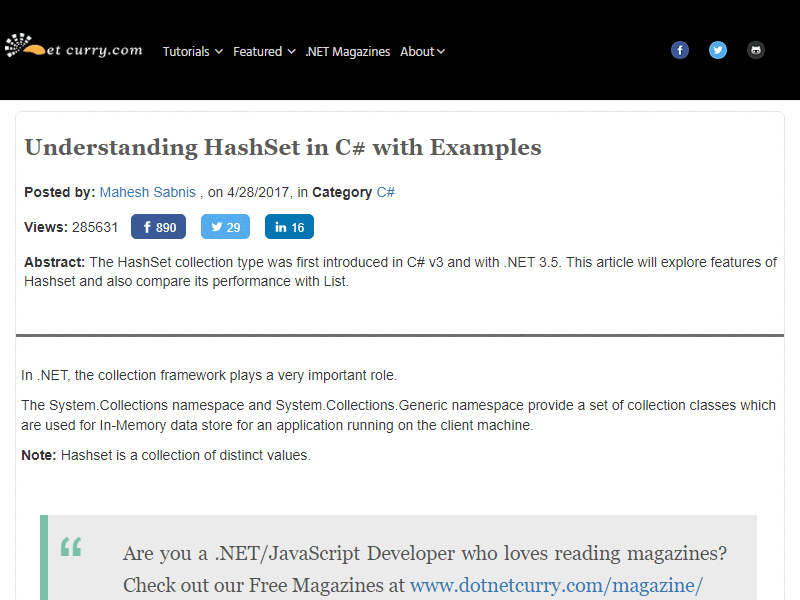 et curry.com Tutorials Featured .NET Magazines About
Understanding HashSet in C# with Examples
Posted by: Mahesh Sabnis , on 4/28/2017, in Category C#
Views: 285631 f 890 29 in 16
Abstract: The HashSet collection type was first introduced in C# v3 and with .NET 3.5. This article will explore features of
Hashset and also compare its performance with List.
In .NET, the collection framework plays a very important role.
The System.Collections namespace and System.Collections.Generic namespace provide a set of collection classes which
are used for In-Memory data store for an application running on the client machine.
Note: Hashset is a collection of distinct values.
“ Are you a .NET/JavaScript Developer who loves reading magazines?
Check out our Free Magazines at www.dotnetcurry.com/magazine/